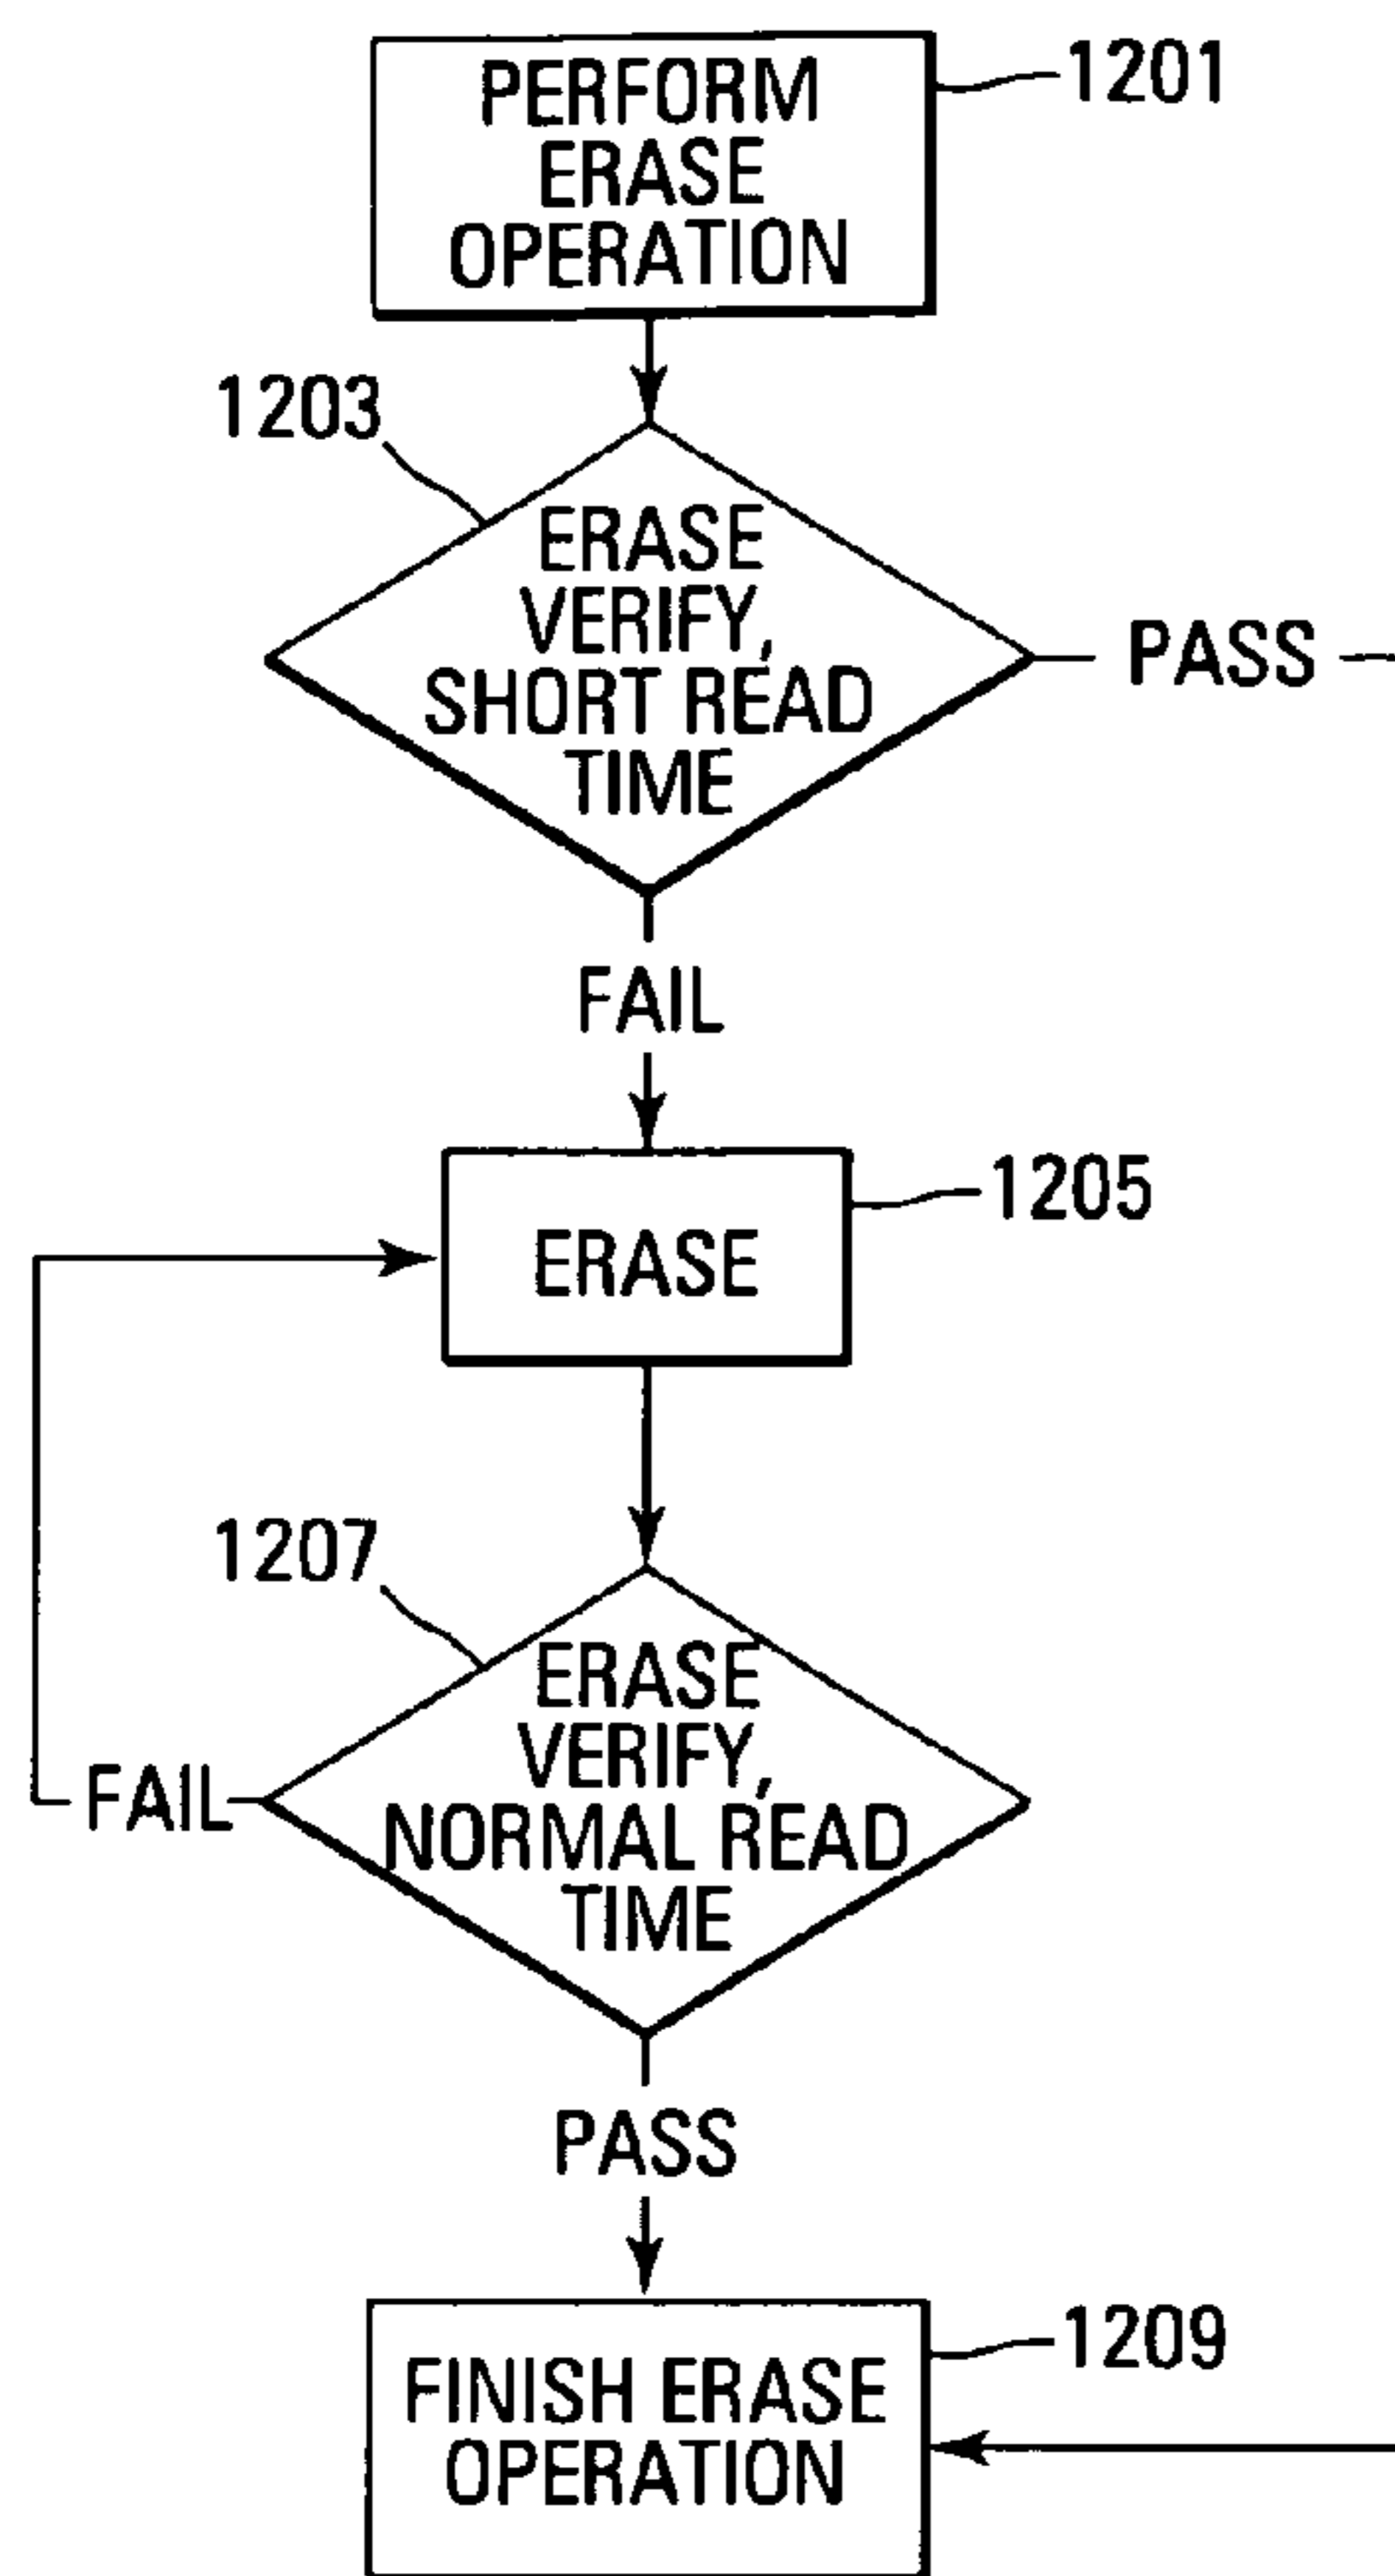 PERFORM
ERASE
OPERATION
1201
1203
ERASE
VERIFY,
SHORT READ
TIME
PASS
FAIL
1205
ERASE
1207
ERASE
VERIFY,
NORMAL READ
TIME
FAIL
PASS
1209
FINISH ERASE
OPERATION